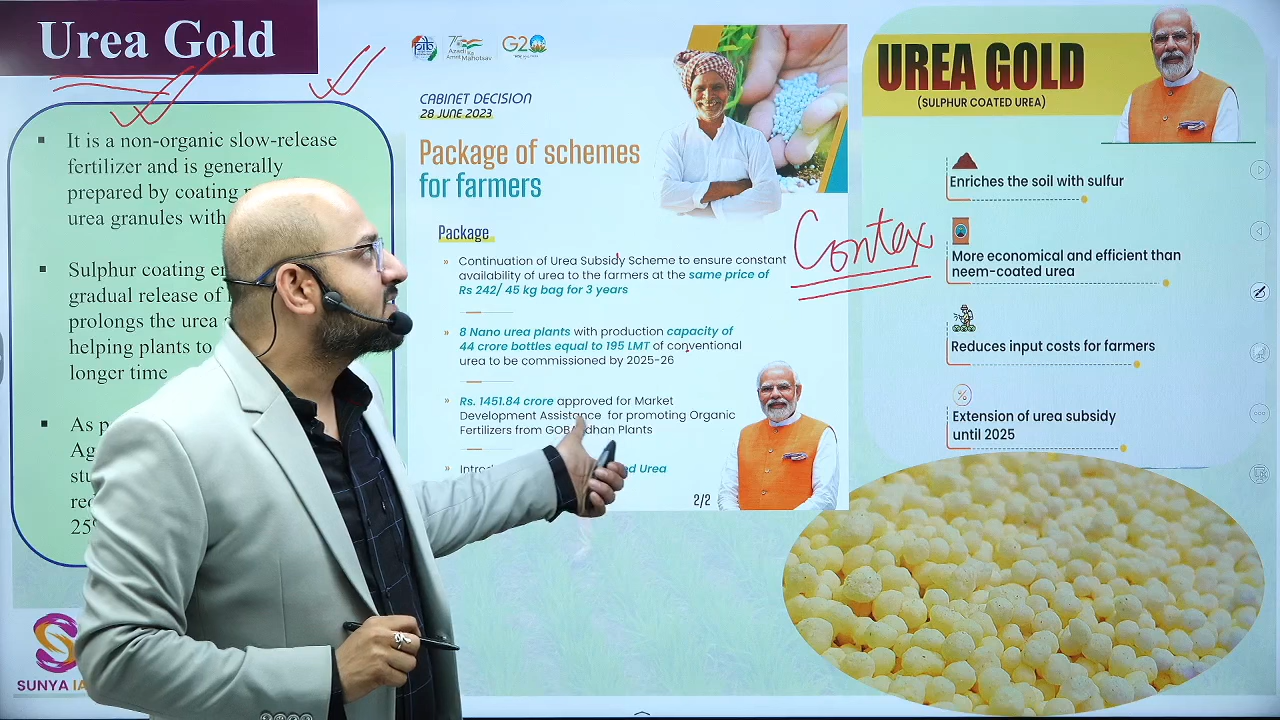 Urea Gold
It is a non-organic slow-release
fertilizer and is generally
prepared by coating
urea granules with
Sulphur coating
gradual release of
prolongs the urea
helping plants to
longer time
As
25
SUNYA
75
Azadi Ka
Amrit Mahotsav
G20
CABINET DECISION
28 JUNE 2023
Package of schemes
for farmers
Package
» Continuation of Urea Subsidy Scheme to ensure constant
availability of urea to the farmers at the same price of
Rs 242/ 45 kg bag for 3 years
» 8 Nano urea plants with production capacity of
44 crore bottles equal to 195 LMT of conventional
urea to be commissioned by 2025-26
» Rs. 1451.84 crore approved for Market
Development Assistance for promoting Organic
Fertilizers from GOBARdhan Plants
» Urea
2/2
Contex
UREA GOLD
(SULPHUR COATED UREA)
Enriches the soil with sulfur
More economical and efficient than
neem-coated urea
Reduces input costs for farmers
%
Extension of urea subsidy
until 2025